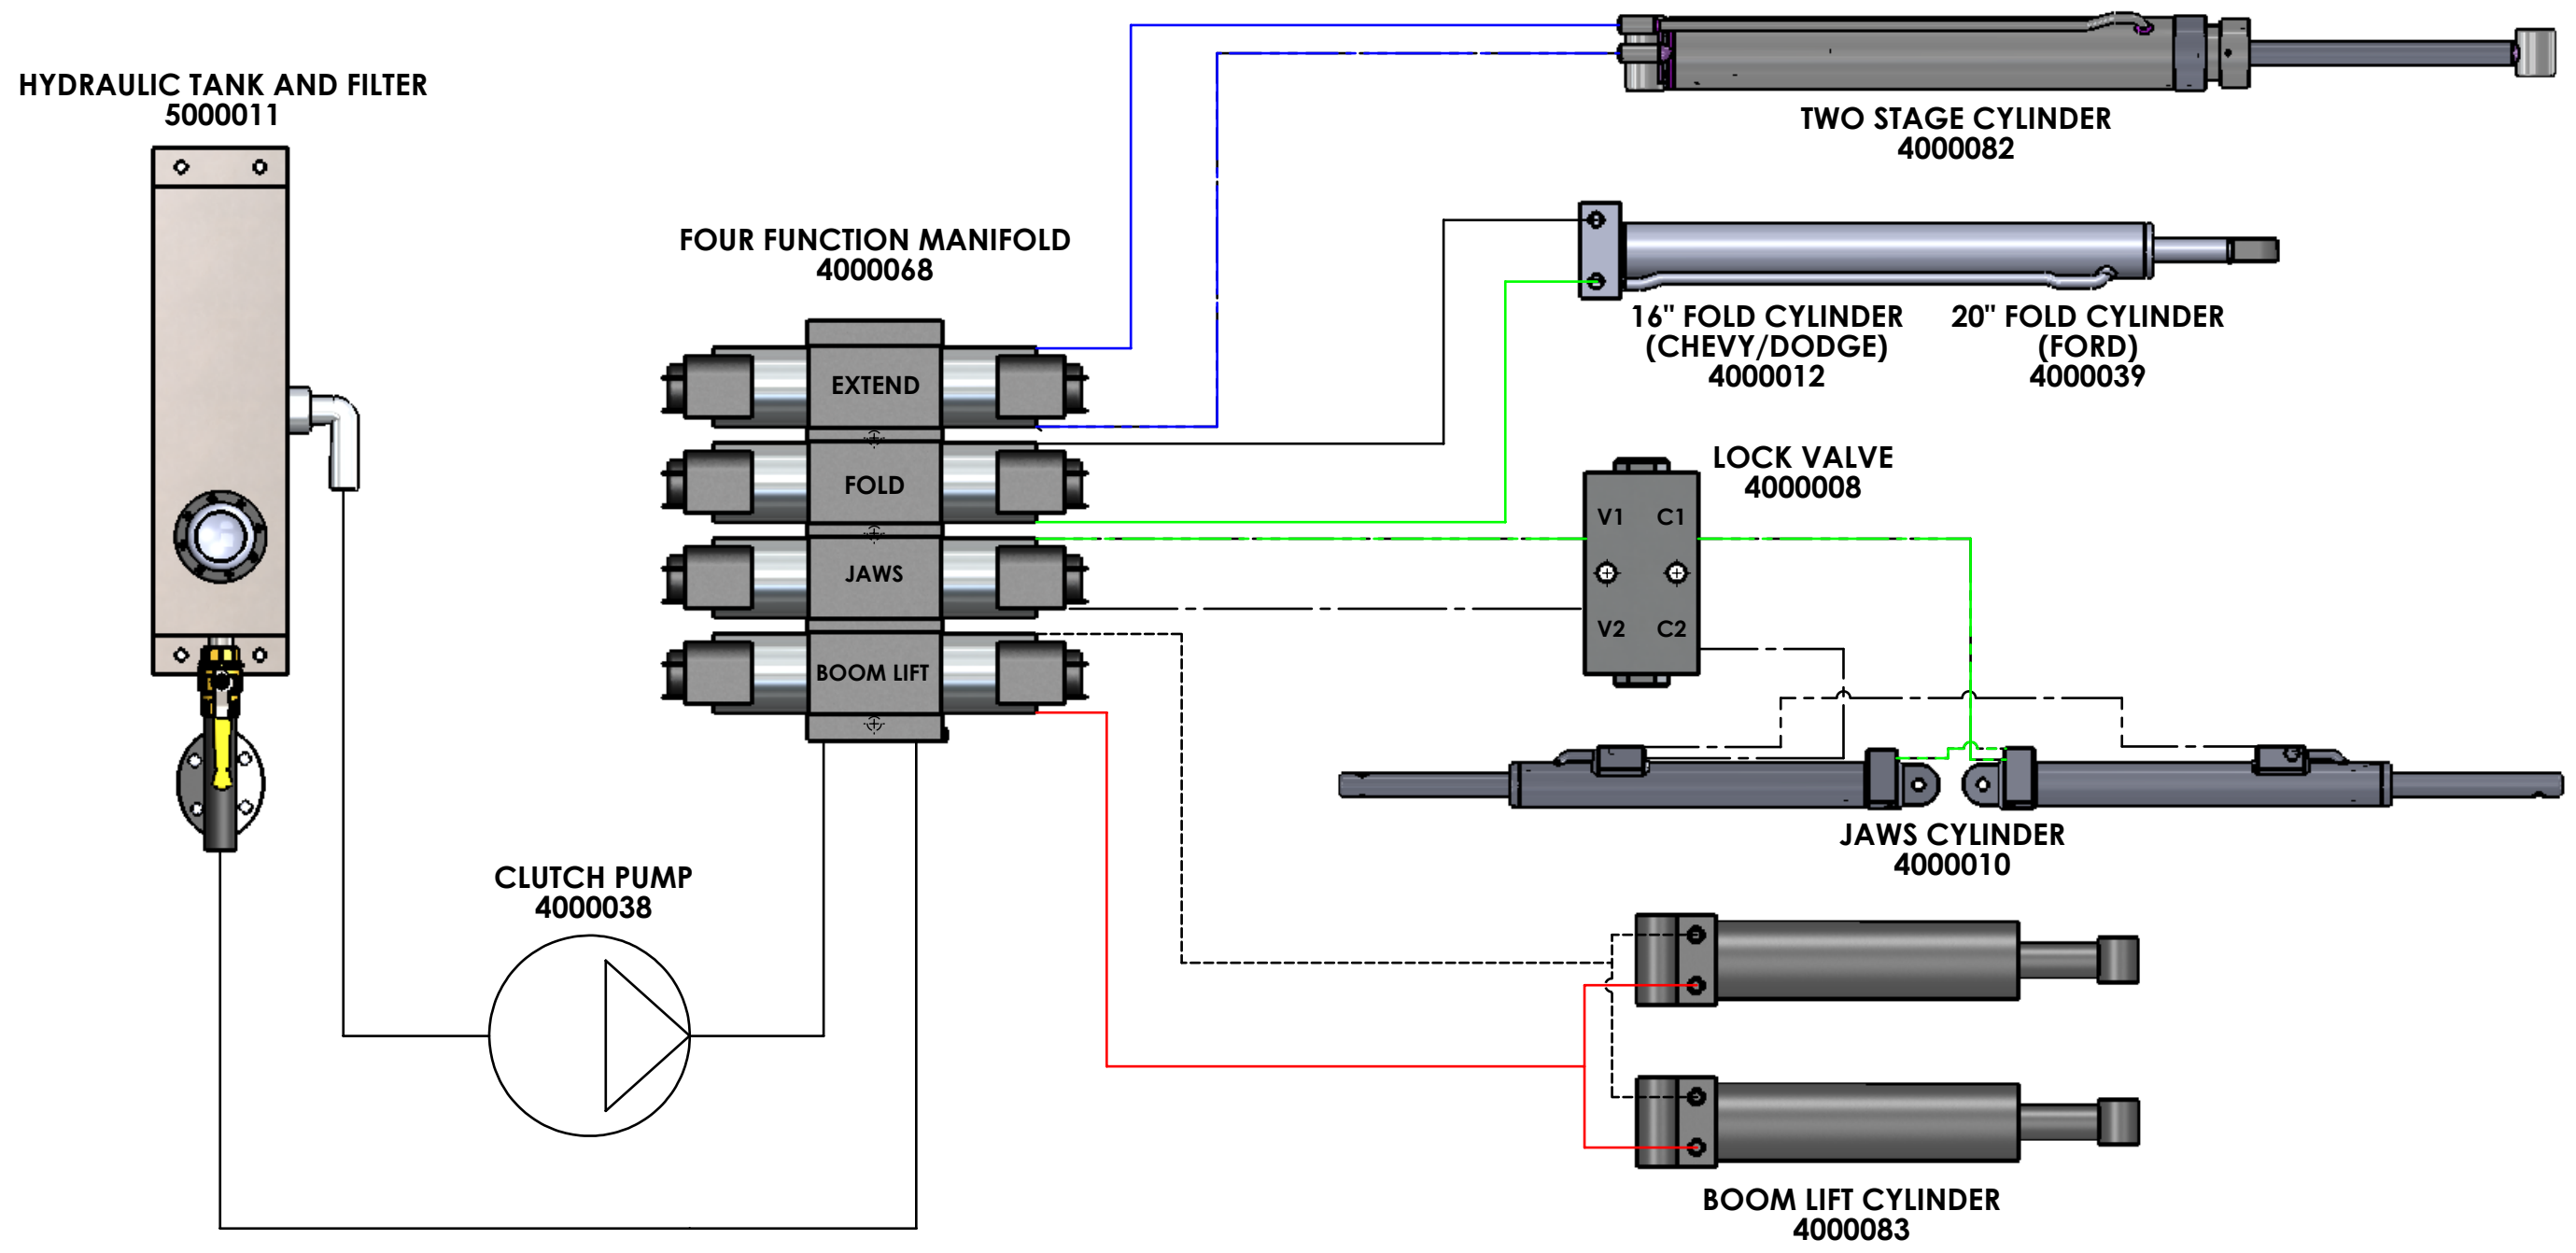 HYDRAULIC TANK AND FILTER
5000011
TWO STAGE CYLINDER
4000082
FOUR FUNCTION MANIFOLD
4000068
16" FOLD CYLINDER
(CHEVY/DODGE)
4000012
20" FOLD CYLINDER
(FORD)
4000039
EXTEND
FOLD
JAWS
BOOM LIFT
LOCK VALVE
4000008
V1 C1
V2 C2
JAWS CYLINDER
4000010
CLUTCH PUMP
4000038
BOOM LIFT CYLINDER
4000083